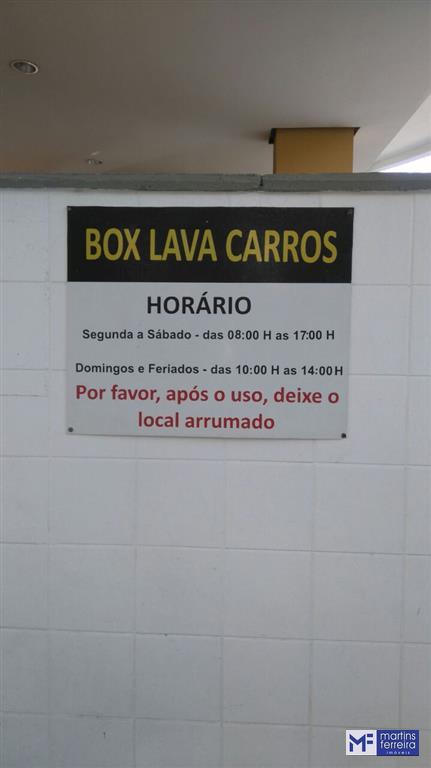 BOX LAVA CARROS
HORÁRIO
Segunda a Sábado - das 08:00 H as 17:00 H
Domingos e Feriados - das 10:00 H as 14:00 H
Por favor, após o uso, deixe o
local arrumado
MF martins
ferreira
imóveis